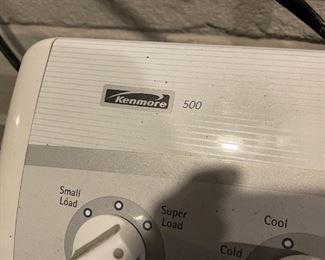 Kenmore 500
Small
Load
Super
Load
Cool
Cold